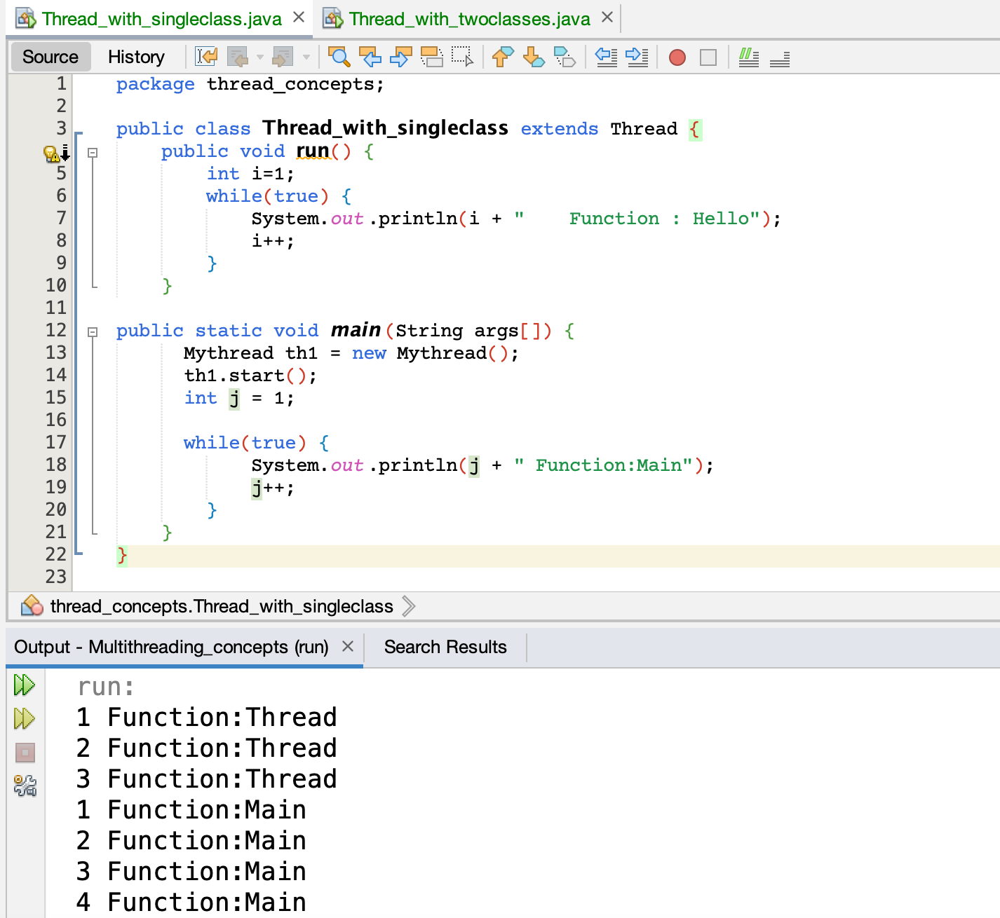 Thread_with_singleclass.java Thread_with_twoclasses.java
Source History
1 package thread_concepts;
2
3 public class Thread_with_singleclass extends Thread {
public void run() {
5 int i=1;
6 while(true) {
7 System.out.println(i + "    Function : Hello");
8 i++;
9 }
10 }
11
12 public static void main(String args[]) {
13 Mythread th1 = new Mythread();
14 th1.start();
15 int j = 1;
16
17 while(true) {
18 System.out.println(j + " Function:Main");
19 j++;
20 }
21 }
22 }
23
thread_concepts.Thread_with_singleclass
Output - Multithreading_concepts (run) Search Results
run:
1 Function:Thread
2 Function:Thread
3 Function:Thread
1 Function:Main
2 Function:Main
3 Function:Main
4 Function:Main